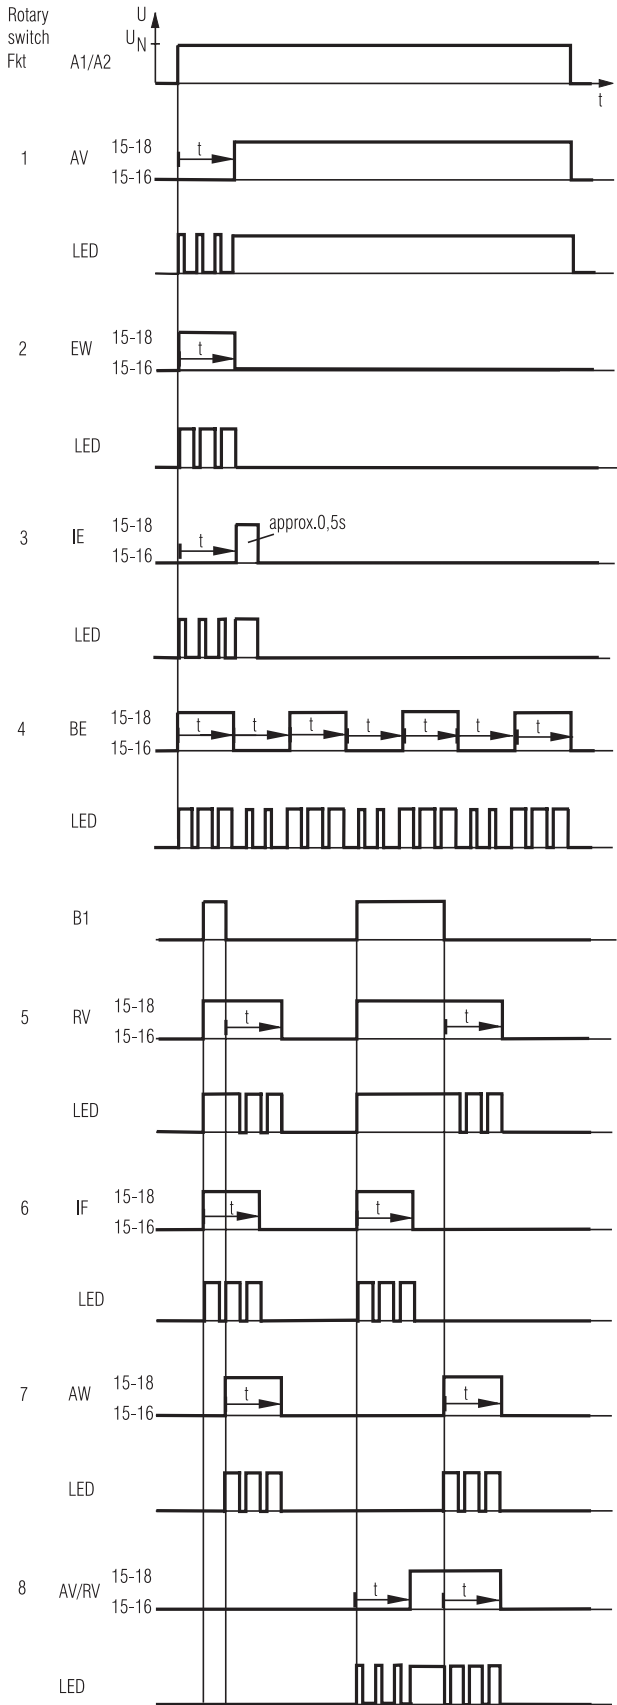 Rotary
switch
Fkt
A1/A2
U
U_N
t
1 AV 15-18
15-16
t
LED
2 EW 15-18
15-16
t
LED
3 IE 15-18
15-16
t
approx.0,5s
LED
4 BE 15-18
15-16
t t t t t t t
LED
B1
5 RV 15-18
15-16
t t
LED
6 IF 15-18
15-16
t t
LED
7 AW 15-18
15-16
t t
LED
8 AV/RV 15-18
15-16
t t
LED